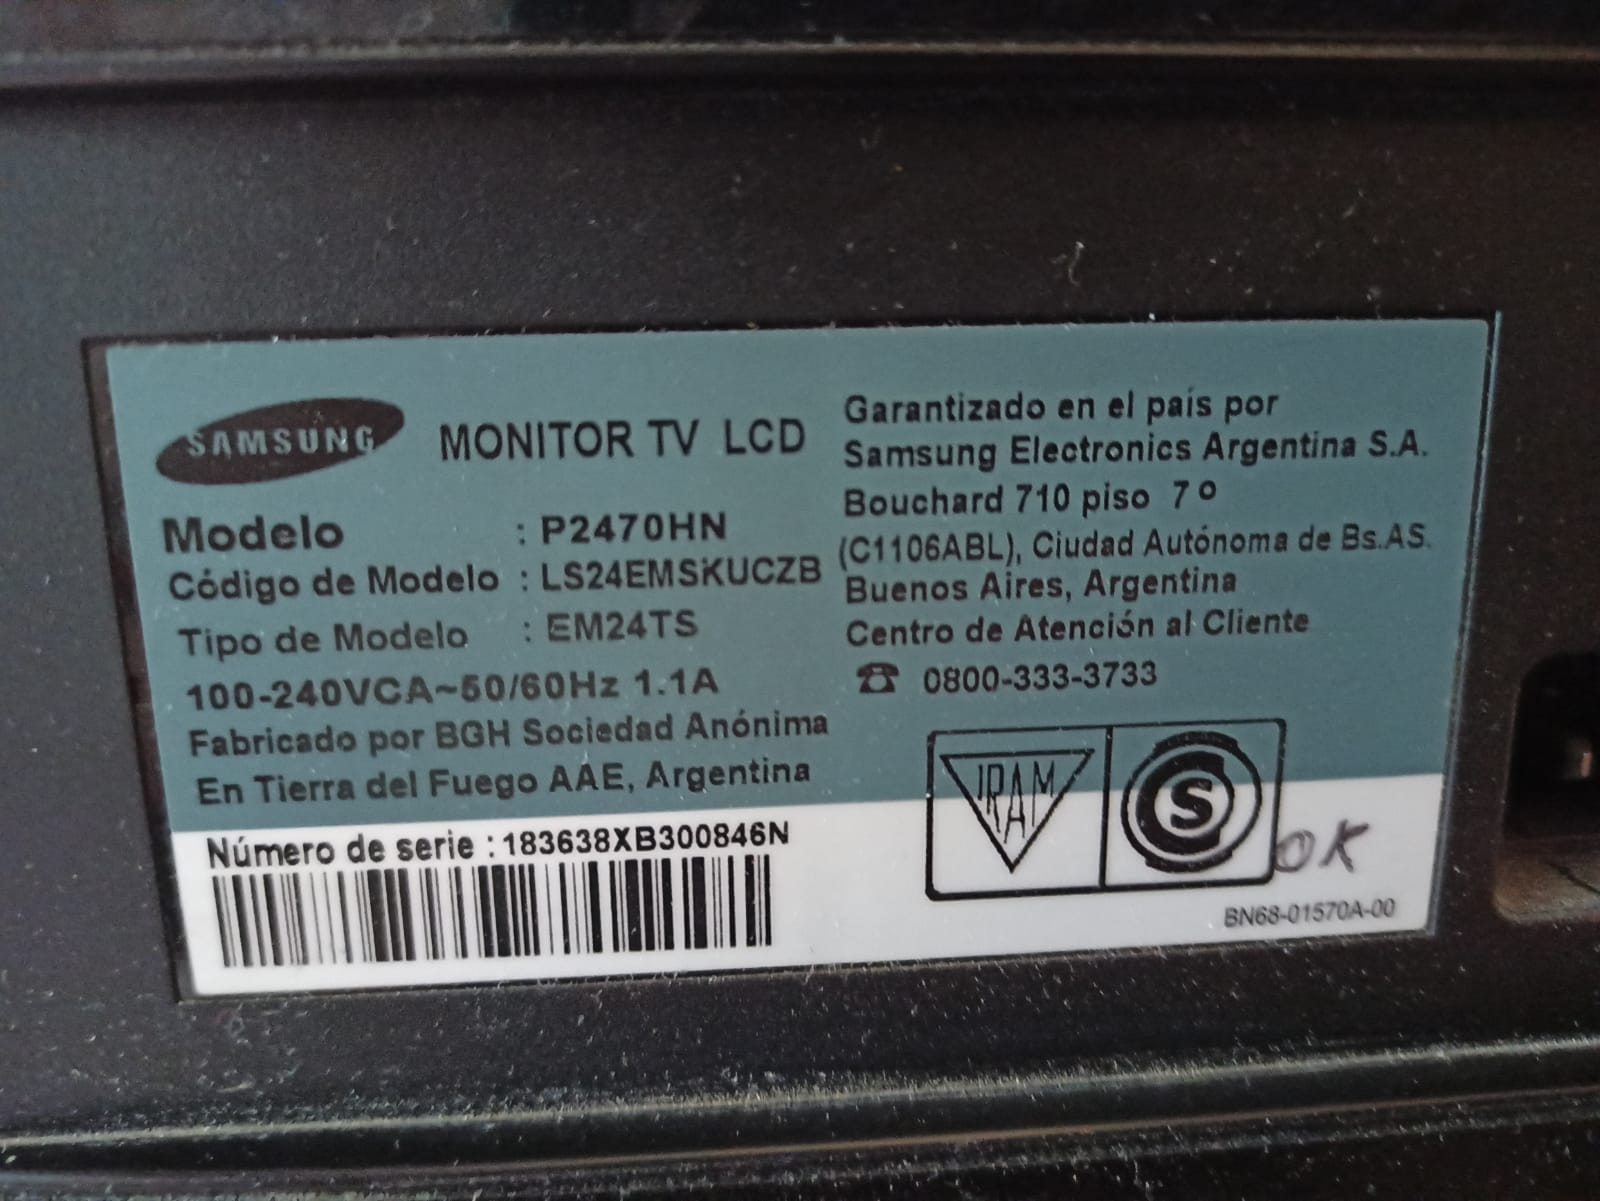 SAMSUNG MONITOR TV LCD
Modelo : P2470HN
Código de Modelo : LS24EMSKUCZB
Tipo de Modelo : EM24TS
100-240VCA~50/60Hz 1.1A
Fabricado por BGH Sociedad Anónima
En Tierra del Fuego AAE, Argentina
Número de serie : 183638XB300846N
Garantizado en el país por
Samsung Electronics Argentina S.A.
Bouchard 710 piso 7º
(C1106ABL), Ciudad Autónoma de Bs.AS.
Buenos Aires, Argentina
Centro de Atención al Cliente
☎ 0800-333-3733
IRAM S
OK
BN68-01570A-00